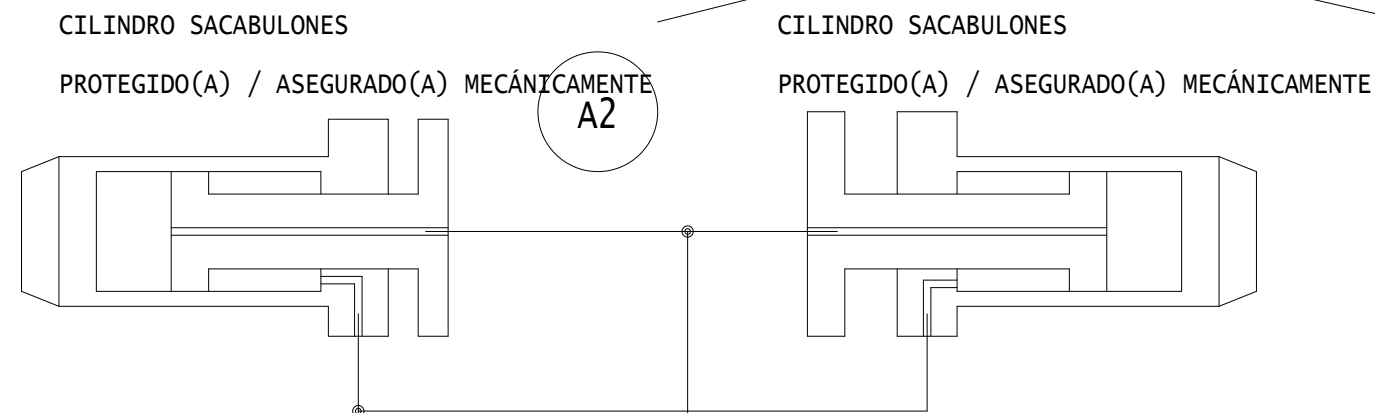 CILINDRO SACABULONES
PROTEGIDO(A) / ASEGURADO(A) MECÁNICAMENTE
A2
CILINDRO SACABULONES
PROTEGIDO(A) / ASEGURADO(A) MECÁNICAMENTE